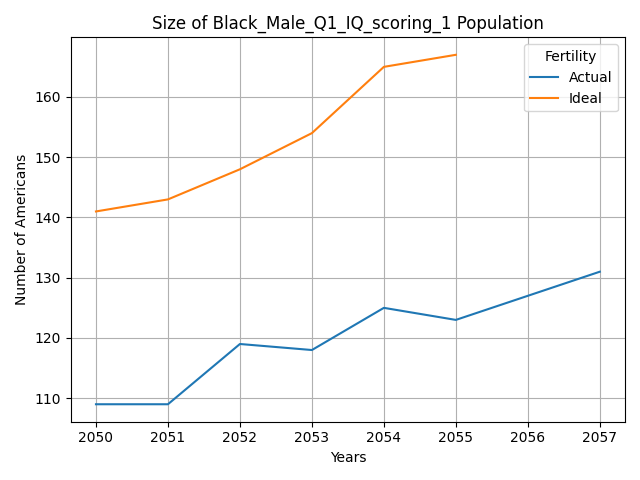 Size of Black_Male_Q1_IQ_scoring_1 Population
Fertility
Actual
Ideal
Number of Americans
160
150
140
130
120
110
2050 2051 2052 2053 2054 2055 2056 2057
Years